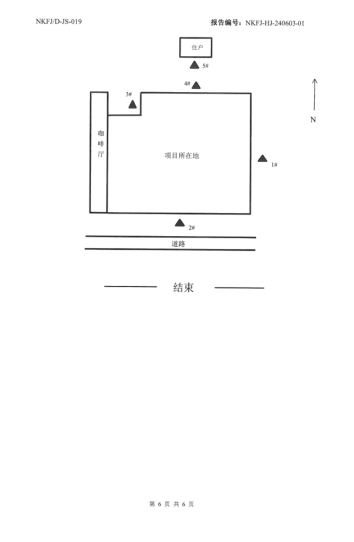 NKFJ/D-JS-019
报告编号：NKFJ-HJ-240603-01
住户
5#
4#
3#
N
咖啡厅
项目所在地
1#
2#
道路
结束
第 6 页 共 6 页